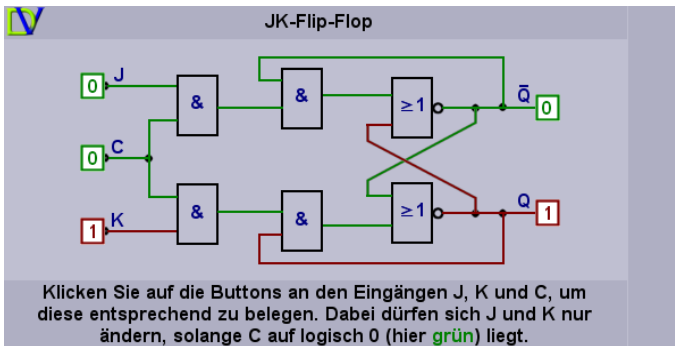 DV
JK-Flip-Flop
0 J
& & ≥1 Q̄ 0
0 C
1 K & & ≥1 Q 1
Klicken Sie auf die Buttons an den Eingängen J, K und C, um
diese entsprechend zu belegen. Dabei dürfen sich J und K nur
ändern, solange C auf logisch 0 (hier grün) liegt.